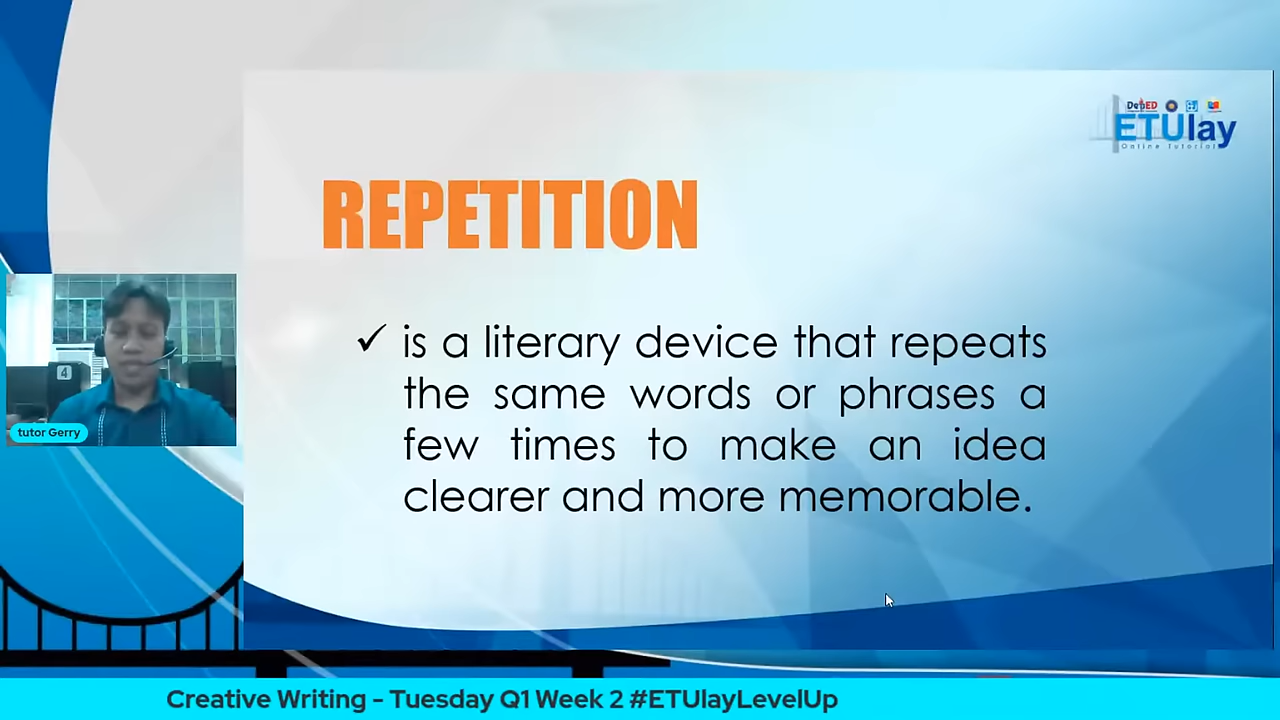 DepED
ETUlay
Online Tutorial
REPETITION
✓ is a literary device that repeats
the same words or phrases a
few times to make an idea
clearer and more memorable.
4
tutor Gerry
Creative Writing - Tuesday Q1 Week 2 #ETUlayLevelUp